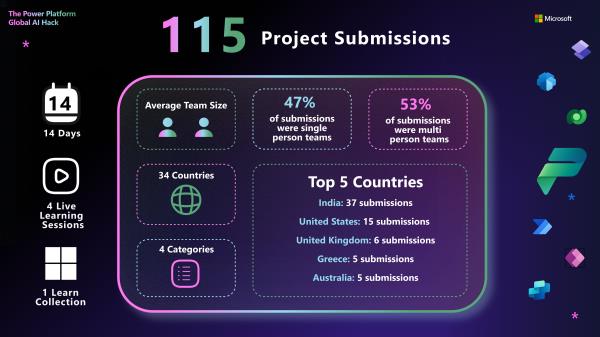 The Power Platform
Global AI Hack
115 Project Submissions
Microsoft
14
14 Days
4 Live
Learning
Sessions
1 Learn
Collection
Average Team Size
47%
of submissions
were single
person teams
53%
of submissions
were multi
person teams
34 Countries
4 Categories
Top 5 Countries
India: 37 submissions
United States: 15 submissions
United Kingdom: 6 submissions
Greece: 5 submissions
Australia: 5 submissions